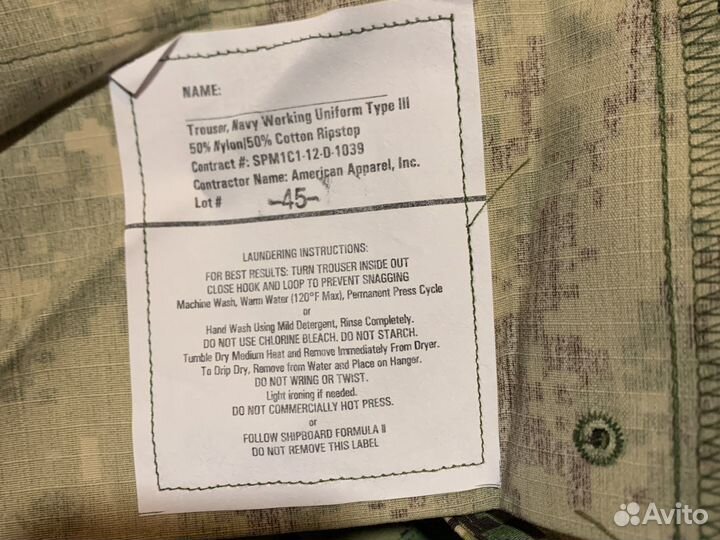 NAME:
Trouser, Navy Working Uniform Type III
50% Nylon/50% Cotton Ripstop
Contract #: SPM1C1-12-D-1039
Contractor Name: American Apparel, Inc.
Lot # -45-
LAUNDERING INSTRUCTIONS:
FOR BEST RESULTS: TURN TROUSER INSIDE OUT
CLOSE HOOK AND LOOP TO PREVENT SNAGGING
Machine Wash, Warm Water (120°F Max), Permanent Press Cycle
or
Hand Wash Using Mild Detergent, Rinse Completely.
DO NOT USE CHLORINE BLEACH. DO NOT STARCH.
Tumble Dry Medium Heat and Remove Immediately From Dryer.
To Drip Dry, Remove from Water and Place on Hanger.
DO NOT WRING OR TWIST.
Light ironing if needed.
DO NOT COMMERCIALLY HOT PRESS.
or
FOLLOW SHIPBOARD FORMULA II
DO NOT REMOVE THIS LABEL
Avito